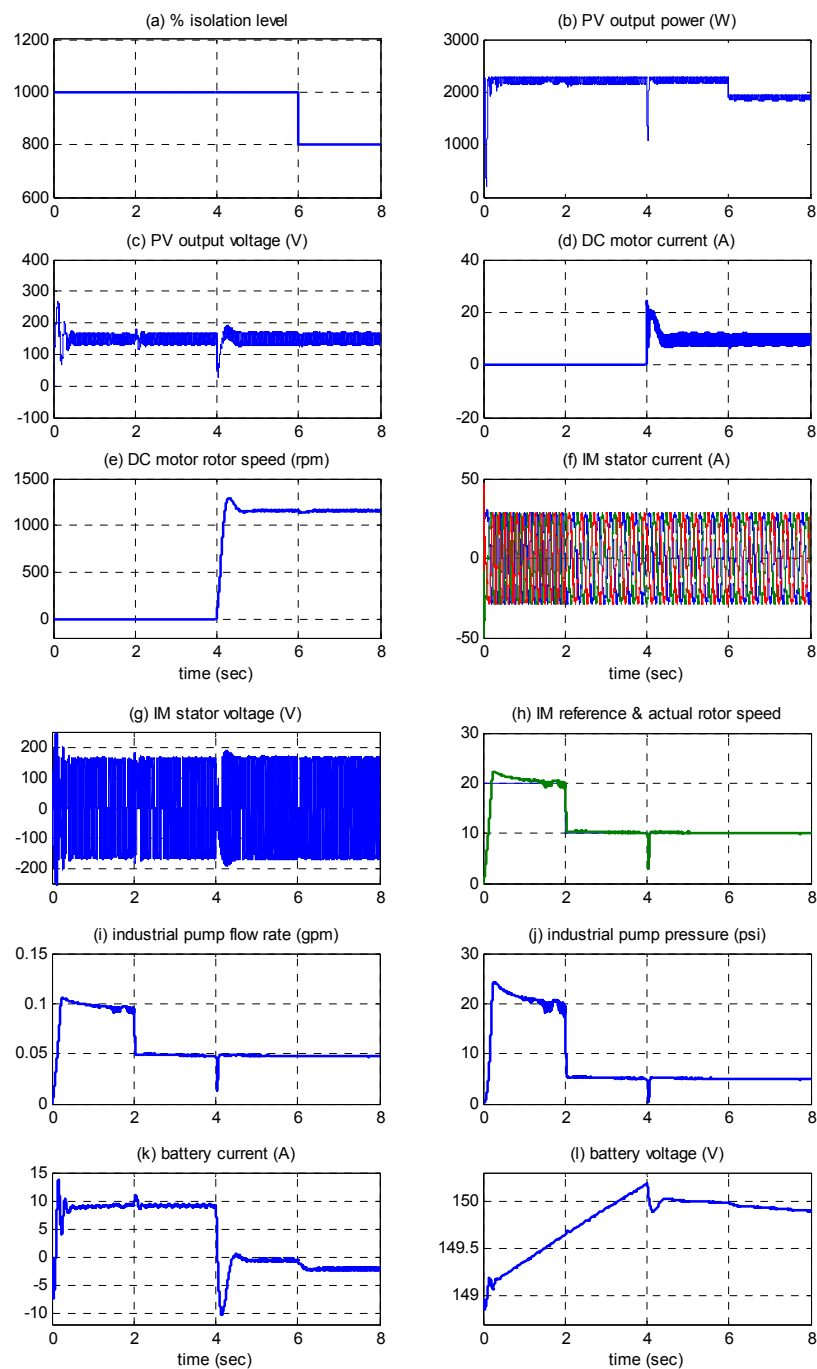 (a) % isolation level
1200
1000
800
600
0 2 4 6 8
(b) PV output power (W)
3000
2000
1000
0
0 2 4 6 8
(c) PV output voltage (V)
400
300
200
100
0
-100
0 2 4 6 8
(d) DC motor current (A)
40
20
0
-20
0 2 4 6 8
(e) DC motor rotor speed (rpm)
1500
1000
500
0
0 2 4 6 8
time (sec)
(f) IM stator current (A)
50
0
-50
0 2 4 6 8
time (sec)
(g) IM stator voltage (V)
200
100
0
-100
-200
0 2 4 6 8
(h) IM reference & actual rotor speed
30
20
10
0
0 2 4 6 8
(i) industrial pump flow rate (gpm)
0.15
0.1
0.05
0
0 2 4 6 8
(j) industrial pump pressure (psi)
30
20
10
0
0 2 4 6 8
(k) battery current (A)
15
10
5
0
-5
-10
0 2 4 6 8
time (sec)
(l) battery voltage (V)
150
149.5
149
0 2 4 6 8
time (sec)